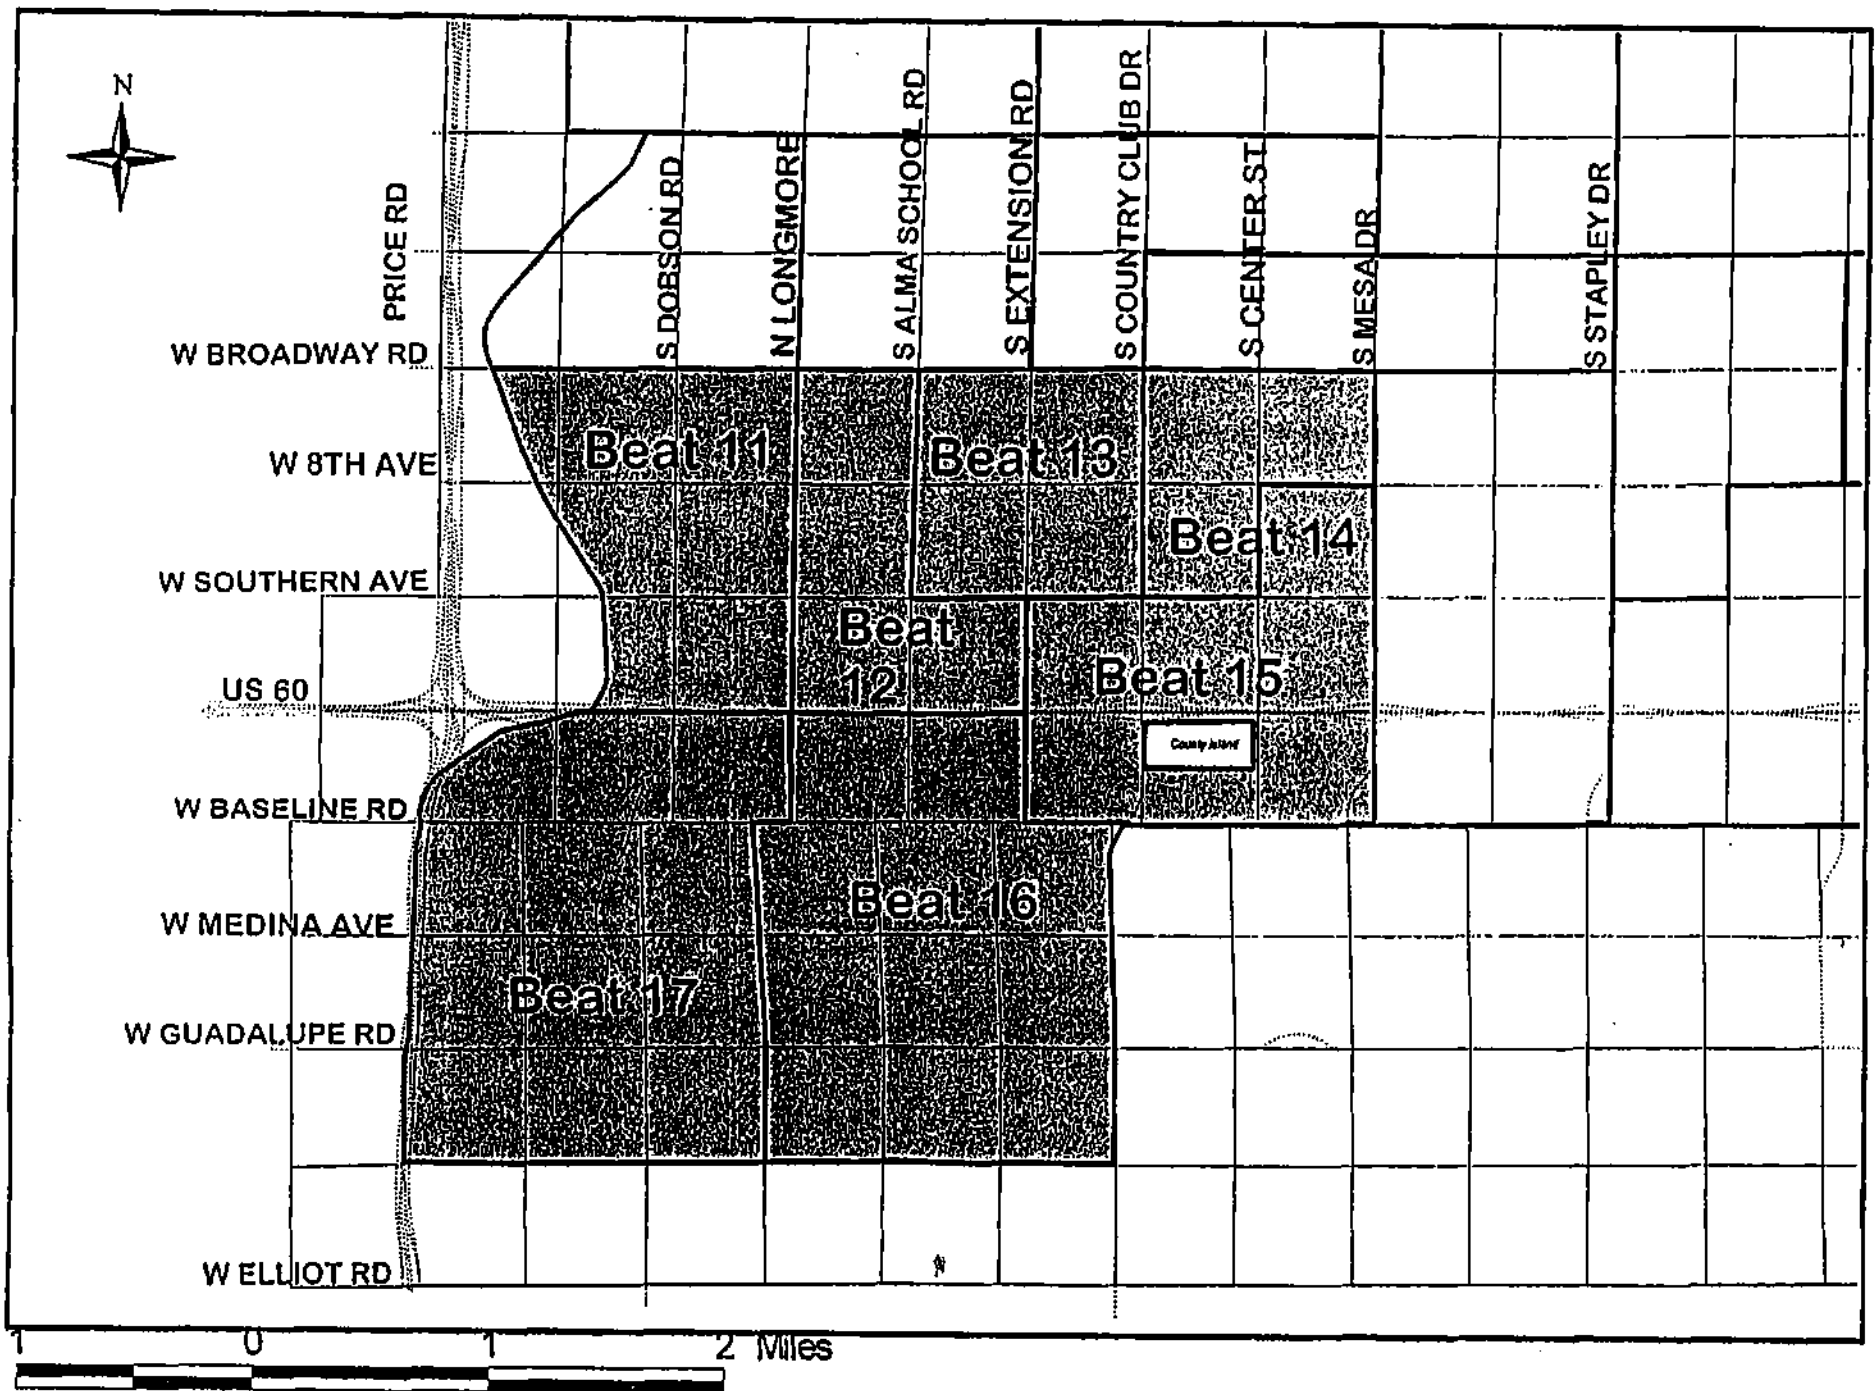 N
PRICE RD
S DOBSON RD
N LONGMORE
S ALMA SCHOOL RD
S EXTENSION RD
S COUNTRY CLUB DR
S CENTER ST
S MESA DR
S STAPLEY DR
W BROADWAY RD
W 8TH AVE
W SOUTHERN AVE
US 60
W BASELINE RD
W MEDINA AVE
W GUADALUPE RD
W ELLIOT RD
Beat 11
Beat 13
Beat 14
Beat
12
Beat 15
County Island
Beat 16
Beat 17
1 0 1 2 Miles